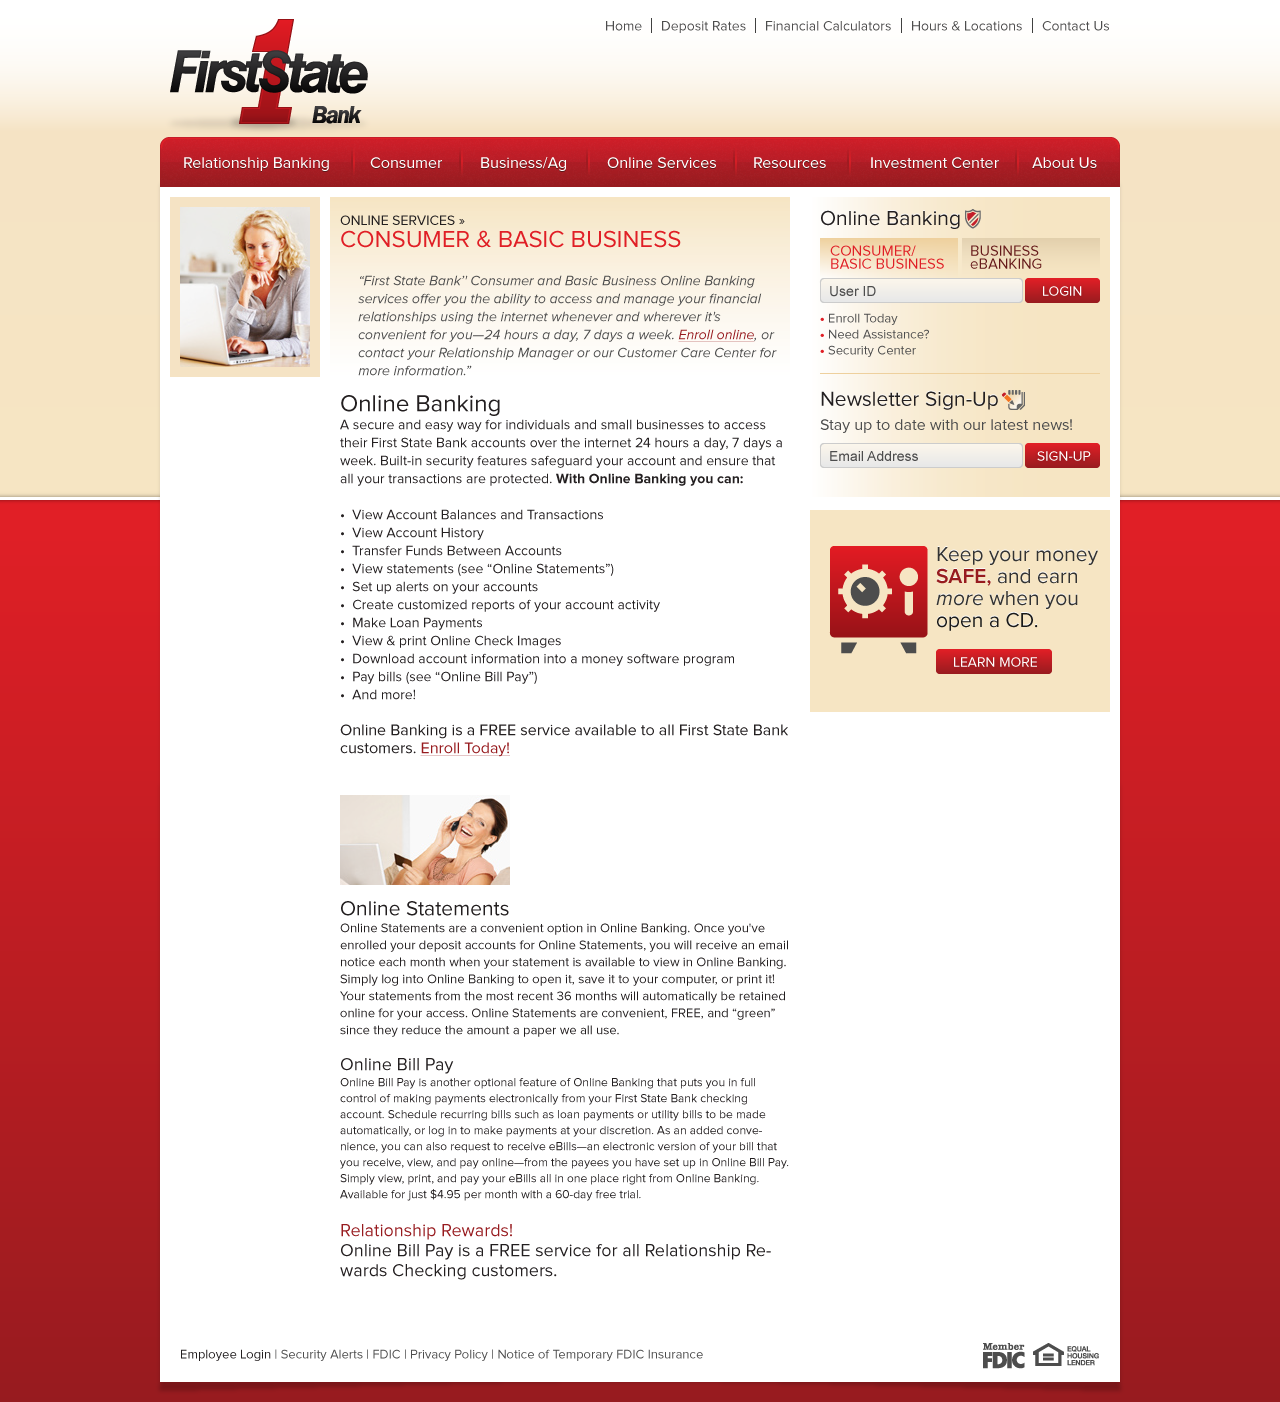 1
FirstState
Bank
Home | Deposit Rates | Financial Calculators | Hours & Locations | Contact Us
Relationship Banking Consumer Business/Ag Online Services Resources Investment Center About Us
ONLINE SERVICES »
CONSUMER & BASIC BUSINESS
“First State Bank'’ Consumer and Basic Business Online Banking
services offer you the ability to access and manage your financial
relationships using the internet whenever and wherever it's
convenient for you—24 hours a day, 7 days a week. Enroll online, or
contact your Relationship Manager or our Customer Care Center for
more information.”
Online Banking
A secure and easy way for individuals and small businesses to access
their First State Bank accounts over the internet 24 hours a day, 7 days a
week. Built-in security features safeguard your account and ensure that
all your transactions are protected. With Online Banking you can:
• View Account Balances and Transactions
• View Account History
• Transfer Funds Between Accounts
• View statements (see “Online Statements”)
• Set up alerts on your accounts
• Create customized reports of your account activity
• Make Loan Payments
• View & print Online Check Images
• Download account information into a money software program
• Pay bills (see “Online Bill Pay”)
• And more!
Online Banking is a FREE service available to all First State Bank
customers. Enroll Today!
Online Statements
Online Statements are a convenient option in Online Banking. Once you've
enrolled your deposit accounts for Online Statements, you will receive an email
notice each month when your statement is available to view in Online Banking.
Simply log into Online Banking to open it, save it to your computer, or print it!
Your statements from the most recent 36 months will automatically be retained
online for your access. Online Statements are convenient, FREE, and “green”
since they reduce the amount a paper we all use.
Online Bill Pay
Online Bill Pay is another optional feature of Online Banking that puts you in full
control of making payments electronically from your First State Bank checking
account. Schedule recurring bills such as loan payments or utility bills to be made
automatically, or log in to make payments at your discretion. As an added conve-
nience, you can also request to receive eBills—an electronic version of your bill that
you receive, view, and pay online—from the payees you have set up in Online Bill Pay.
Simply view, print, and pay your eBills all in one place right from Online Banking.
Available for just $4.95 per month with a 60-day free trial.
Relationship Rewards!
Online Bill Pay is a FREE service for all Relationship Re-
wards Checking customers.
Online Banking
CONSUMER/
BASIC BUSINESS
BUSINESS
eBANKING
User ID
LOGIN
• Enroll Today
• Need Assistance?
• Security Center
Newsletter Sign-Up
Stay up to date with our latest news!
Email Address
SIGN-UP
Keep your money
SAFE, and earn
more when you
open a CD.
LEARN MORE
Employee Login | Security Alerts | FDIC | Privacy Policy | Notice of Temporary FDIC Insurance
Member
FDIC
EQUAL
HOUSING
LENDER